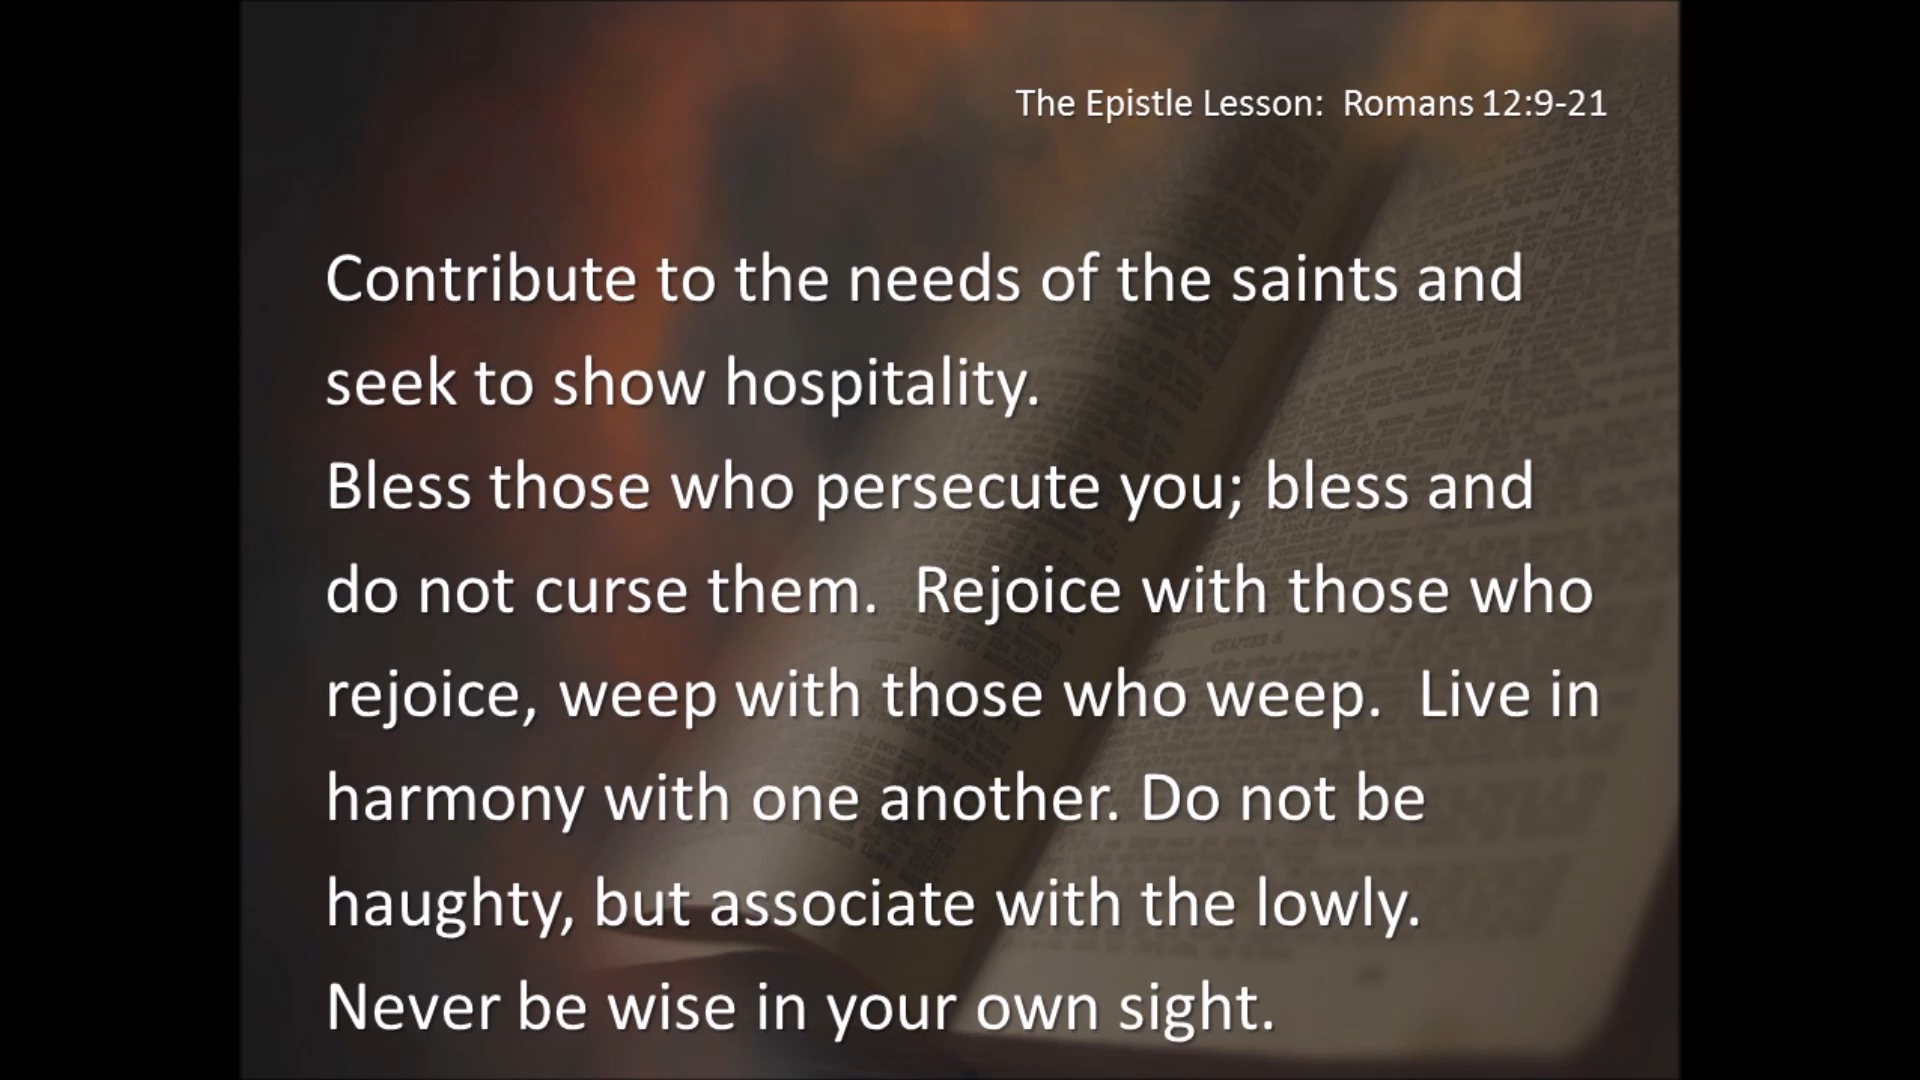 The Epistle Lesson:  Romans 12:9-21
Contribute to the needs of the saints and
seek to show hospitality.
Bless those who persecute you; bless and
do not curse them.  Rejoice with those who
rejoice, weep with those who weep.  Live in
harmony with one another. Do not be
haughty, but associate with the lowly.
Never be wise in your own sight.